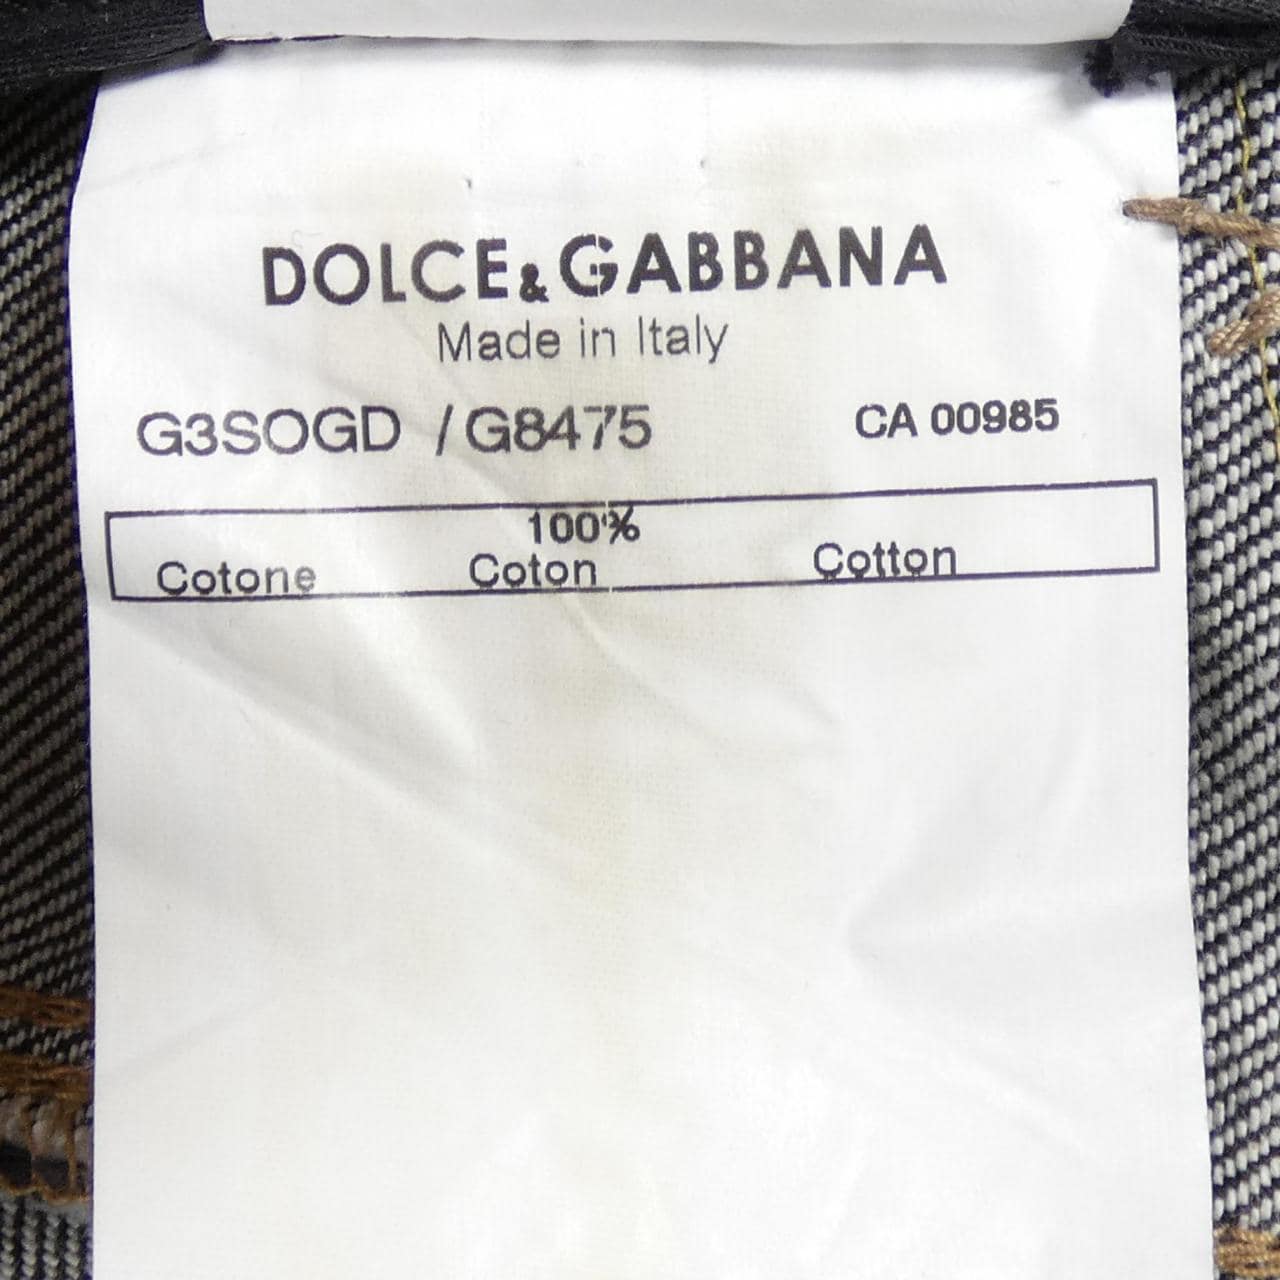 DOLCE&GABBANA
Made in Italy
G3SOGD / G8475 CA 00985
100%
Cotone Coton Cotton